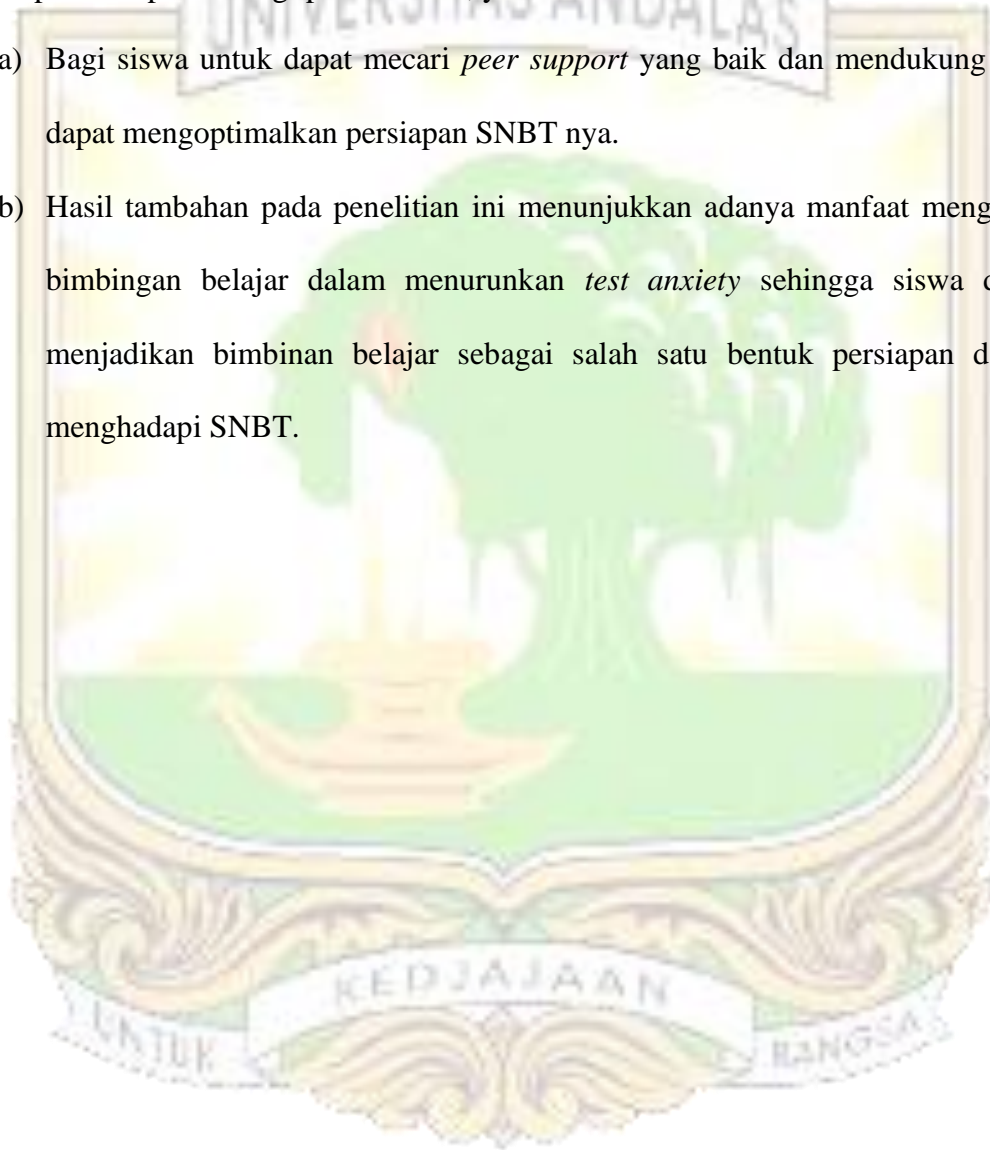 UNIVERSITAS ANDALAS
a) Bagi siswa untuk dapat mecari peer support yang baik dan mendukung
dapat mengoptimalkan persiapan SNBT nya.
b) Hasil tambahan pada penelitian ini menunjukkan adanya manfaat meng
bimbingan belajar dalam menurunkan test anxiety sehingga siswa d
menjadikan bimbinan belajar sebagai salah satu bentuk persiapan d
menghadapi SNBT.
KEDJAJAAN
UNTUK BANGSA